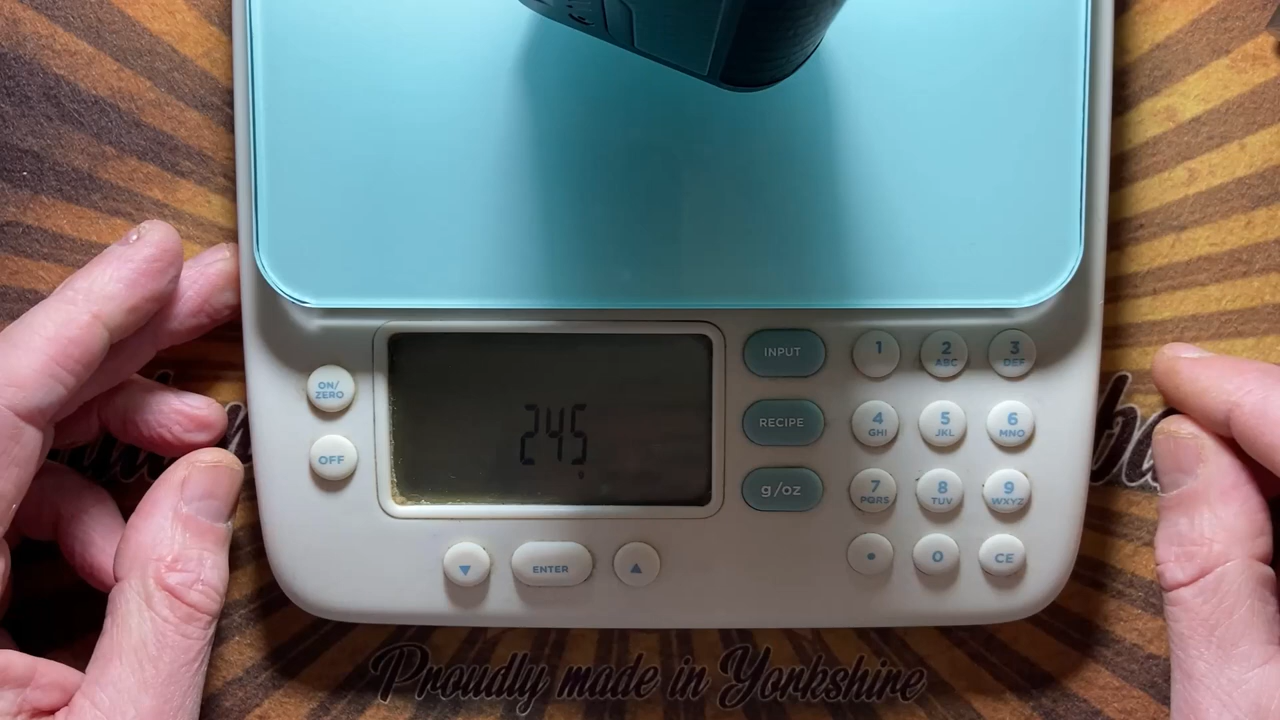 245
g
ON/
ZERO
OFF
INPUT
RECIPE
g/oz
1
2
ABC
3
DEF
4
GHI
5
JKL
6
MNO
7
PQRS
8
TUV
9
WXYZ
•
0
CE
▼
ENTER
▲
Proudly made in Yorkshire